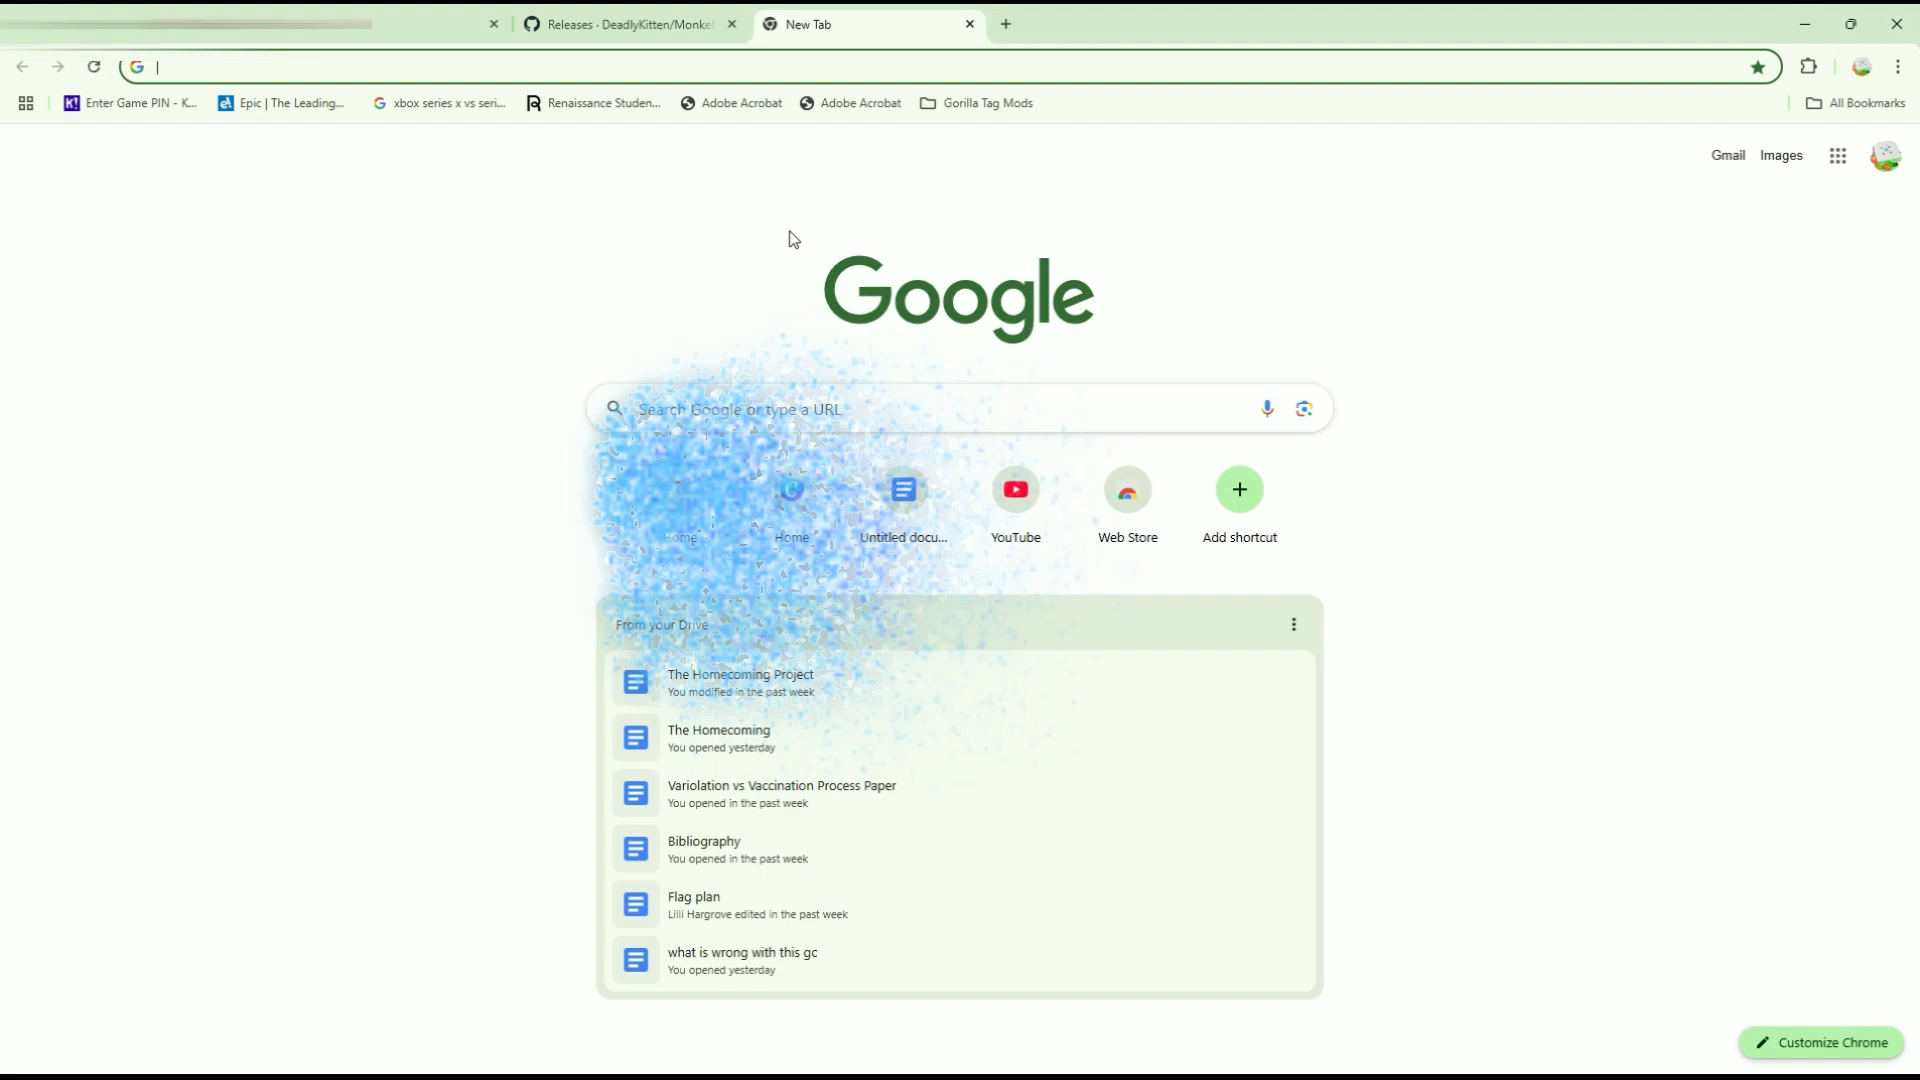 Releases · DeadlyKitten/Monke
New Tab
Enter Game PIN - K...
Epic | The Leading...
xbox series x vs seri...
Renaissance Studen...
Adobe Acrobat
Adobe Acrobat
Gorilla Tag Mods
All Bookmarks
Gmail
Images
Google
Search Google or type a URL
Home
Home
Untitled docu...
YouTube
Web Store
Add shortcut
From your Drive
The Homecoming Project
You modified in the past week
The Homecoming
You opened yesterday
Variolation vs Vaccination Process Paper
You opened in the past week
Bibliography
You opened in the past week
Flag plan
Lilli Hargrove edited in the past week
what is wrong with this gc
You opened yesterday
Customize Chrome